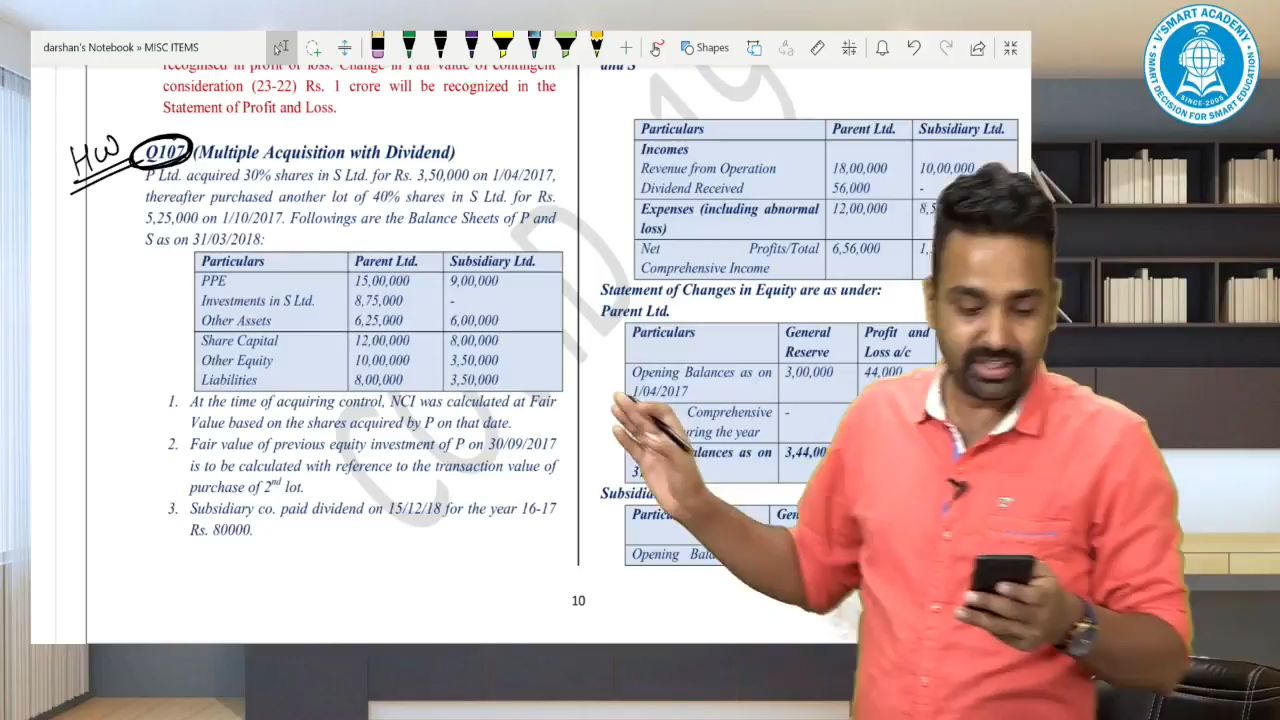 darshan's Notebook » MISC ITEMS
Shapes
V'SMART ACADEMY
SINCE-2005
SMART DECISION FOR SMART EDUCATION
recognised in profit or loss. Change in Fair value of contingent
consideration (23-22) Rs. 1 crore will be recognized in the
Statement of Profit and Loss.
HW
Q107 (Multiple Acquisition with Dividend)
P Ltd. acquired 30% shares in S Ltd. for Rs. 3,50,000 on 1/04/2017,
thereafter purchased another lot of 40% shares in S Ltd. for Rs.
5,25,000 on 1/10/2017. Followings are the Balance Sheets of P and
S as on 31/03/2018:
Particulars Parent Ltd. Subsidiary Ltd.
PPE 15,00,000 9,00,000
Investments in S Ltd. 8,75,000 -
Other Assets 6,25,000 6,00,000
Share Capital 12,00,000 8,00,000
Other Equity 10,00,000 3,50,000
Liabilities 8,00,000 3,50,000
1. At the time of acquiring control, NCI was calculated at Fair
Value based on the shares acquired by P on that date.
2. Fair value of previous equity investment of P on 30/09/2017
is to be calculated with reference to the transaction value of
purchase of 2nd lot.
3. Subsidiary co. paid dividend on 15/12/18 for the year 16-17
Rs. 80000.
and S
Particulars Parent Ltd. Subsidiary Ltd.
Incomes
Revenue from Operation 18,00,000 10,00,000
Dividend Received 56,000 -
Expenses (including abnormal 12,00,000
loss)
Net Profits/Total 6,56,000
Comprehensive Income
Statement of Changes in Equity are as under:
Parent Ltd.
Particulars General Profit and
Reserve Loss a/c
Opening Balances as on 3,00,000 44,000
1/04/2017
Comprehensive -
the year
as on 3,44,000
Opening
10